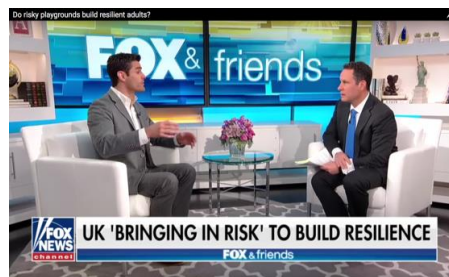 Do risky playgrounds build resilient adults?
FOX & friends
FOX
NEWS
channel
UK 'BRINGING IN RISK' TO BUILD RESILIENCE
FOX & friends